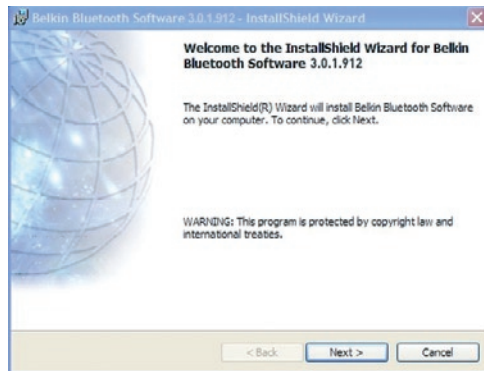 Belkin Bluetooth Software 3.0.1.912 - InstallShield Wizard
Welcome to the InstallShield Wizard for Belkin
Bluetooth Software 3.0.1.912
The InstallShield(R) Wizard will install Belkin Bluetooth Software
on your computer. To continue, click Next.
WARNING: This program is protected by copyright law and
international treaties.
< Back
Next >
Cancel